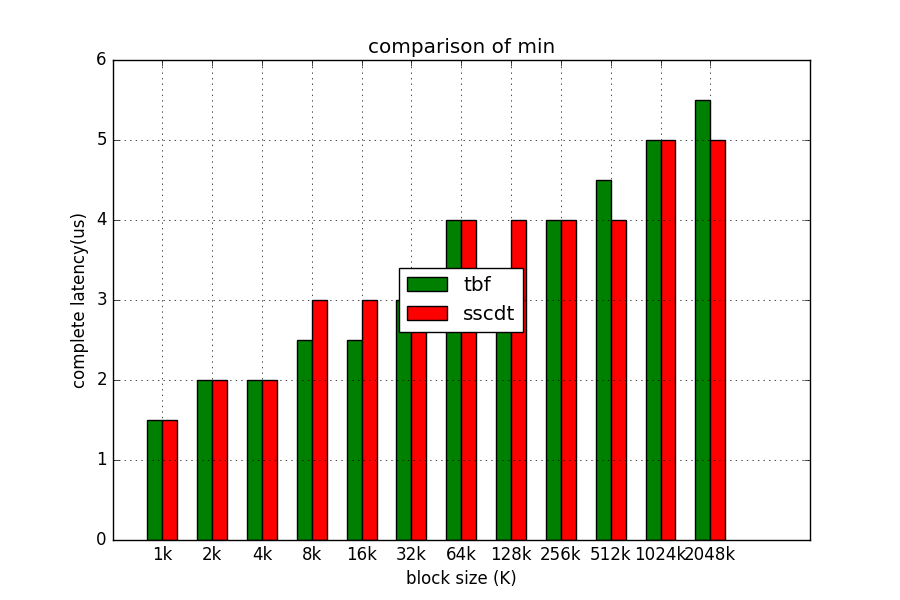 comparison of min
6
5
4
3
2
1
0
complete latency(us)
tbf
sscdt
1k 2k 4k 8k 16k 32k 64k 128k 256k 512k 1024k 2048k
block size (K)